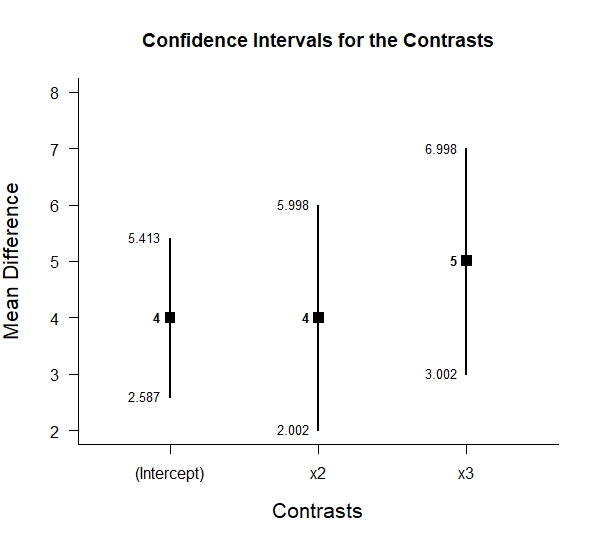 Confidence Intervals for the Contrasts
Mean Difference
8
7
6
5
4
3
2
5.413
4
2.587
5.998
4
2.002
6.998
5
3.002
(Intercept)
x2
x3
Contrasts